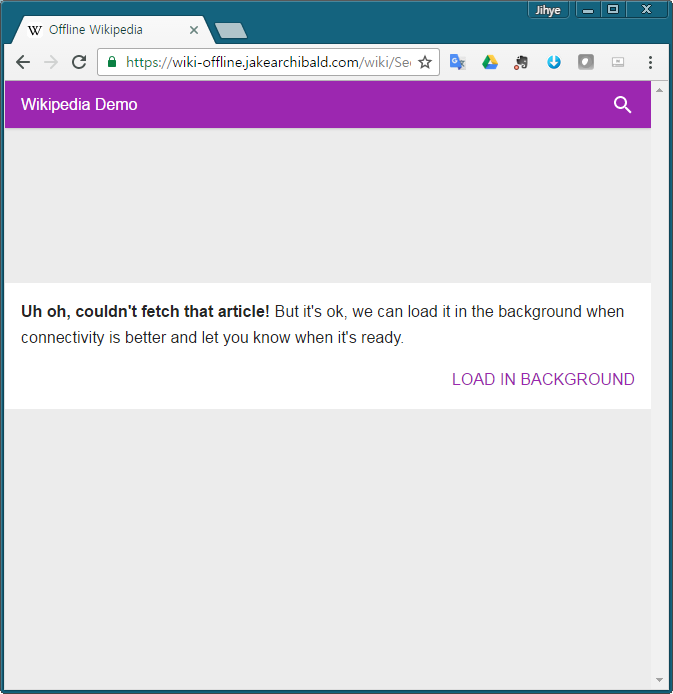 Jihye
Offline Wikipedia
https://wiki-offline.jakearchibald.com/wiki/Se
Wikipedia Demo
Uh oh, couldn't fetch that article! But it's ok, we can load it in the background when
connectivity is better and let you know when it's ready.
LOAD IN BACKGROUND